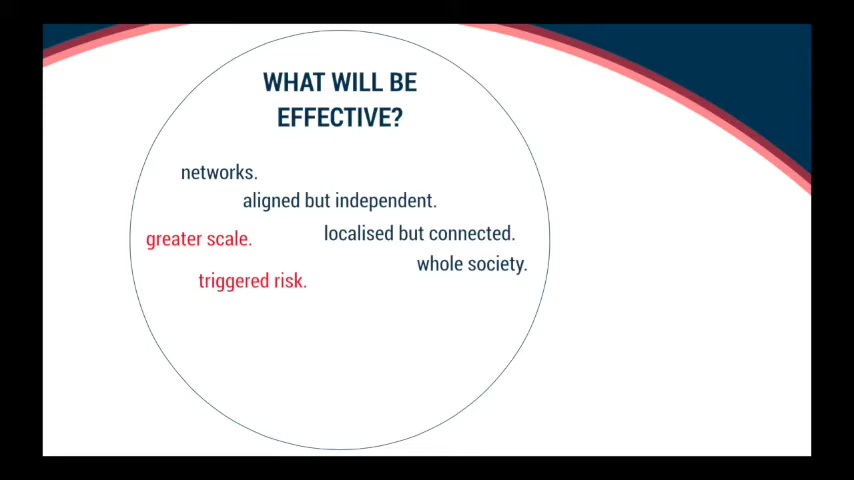 WHAT WILL BE
EFFECTIVE?
networks.
aligned but independent.
greater scale.
localised but connected.
whole society.
triggered risk.